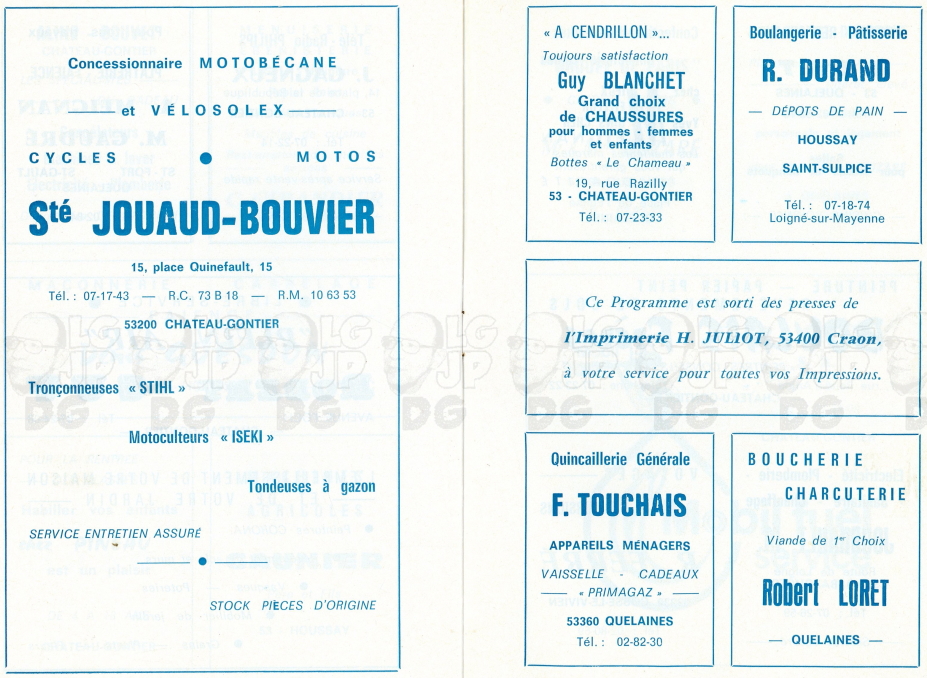 Concessionnaire MOTOBÉCANE
et VÉLOSOLEX
CYCLES ● MOTOS
Sté JOUAUD-BOUVIER
15, place Quinefault, 15
Tél. : 07-17-43 — R.C. 73 B 18 — R.M. 10 63 53
53200 CHATEAU-GONTIER
Tronçonneuses « STIHL »
Motoculteurs « ISEKI »
Tondeuses à gazon
SERVICE ENTRETIEN ASSURÉ
STOCK PIÈCES D'ORIGINE
« A CENDRILLON »...
Toujours satisfaction
Guy BLANCHET
Grand choix
de CHAUSSURES
pour hommes - femmes
et enfants
Bottes « Le Chameau »
19, rue Razilly
53 - CHATEAU-GONTIER
Tél. : 07-23-33
Boulangerie - Pâtisserie
R. DURAND
— DÉPOTS DE PAIN —
HOUSSAY
SAINT-SULPICE
Tél. : 07-18-74
Loigné-sur-Mayenne
Ce Programme est sorti des presses de
l'Imprimerie H. JULIOT, 53400 Craon,
à votre service pour toutes vos Impressions.
Quincaillerie Générale
F. TOUCHAIS
APPAREILS MÉNAGERS
VAISSELLE - CADEAUX
— « PRIMAGAZ » —
53360 QUELAINES
Tél. : 02-82-30
BOUCHERIE
CHARCUTERIE
Viande de 1er Choix
Robert LORET
— QUELAINES —
LG JP DG